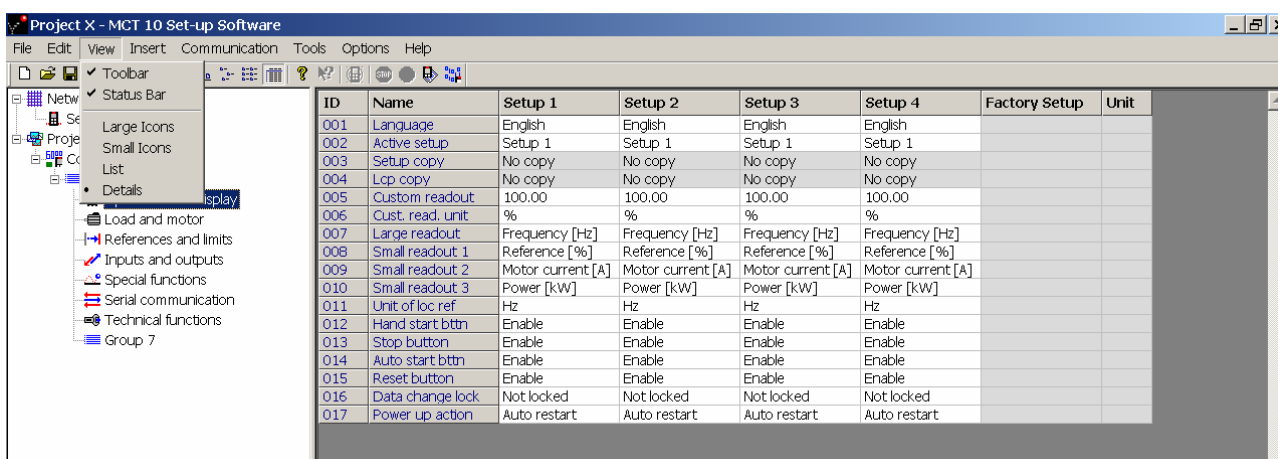 Project X - MCT 10 Set-up Software
File Edit View Insert Communication Tools Options Help
Toolbar
Status Bar
Large Icons
Small Icons
List
Details
Netw
Se
Proje
Co
splay
Load and motor
References and limits
Inputs and outputs
Special functions
Serial communication
Technical functions
Group 7
ID Name Setup 1 Setup 2 Setup 3 Setup 4 Factory Setup Unit
001 Language English English English English
002 Active setup Setup 1 Setup 1 Setup 1 Setup 1
003 Setup copy No copy No copy No copy No copy
004 Lcp copy No copy No copy No copy No copy
005 Custom readout 100.00 100.00 100.00 100.00
006 Cust. read. unit % % % %
007 Large readout Frequency [Hz] Frequency [Hz] Frequency [Hz] Frequency [Hz]
008 Small readout 1 Reference [%] Reference [%] Reference [%] Reference [%]
009 Small readout 2 Motor current [A] Motor current [A] Motor current [A] Motor current [A]
010 Small readout 3 Power [kW] Power [kW] Power [kW] Power [kW]
011 Unit of loc ref Hz Hz Hz Hz
012 Hand start bttn Enable Enable Enable Enable
013 Stop button Enable Enable Enable Enable
014 Auto start bttn Enable Enable Enable Enable
015 Reset button Enable Enable Enable Enable
016 Data change lock Not locked Not locked Not locked Not locked
017 Power up action Auto restart Auto restart Auto restart Auto restart